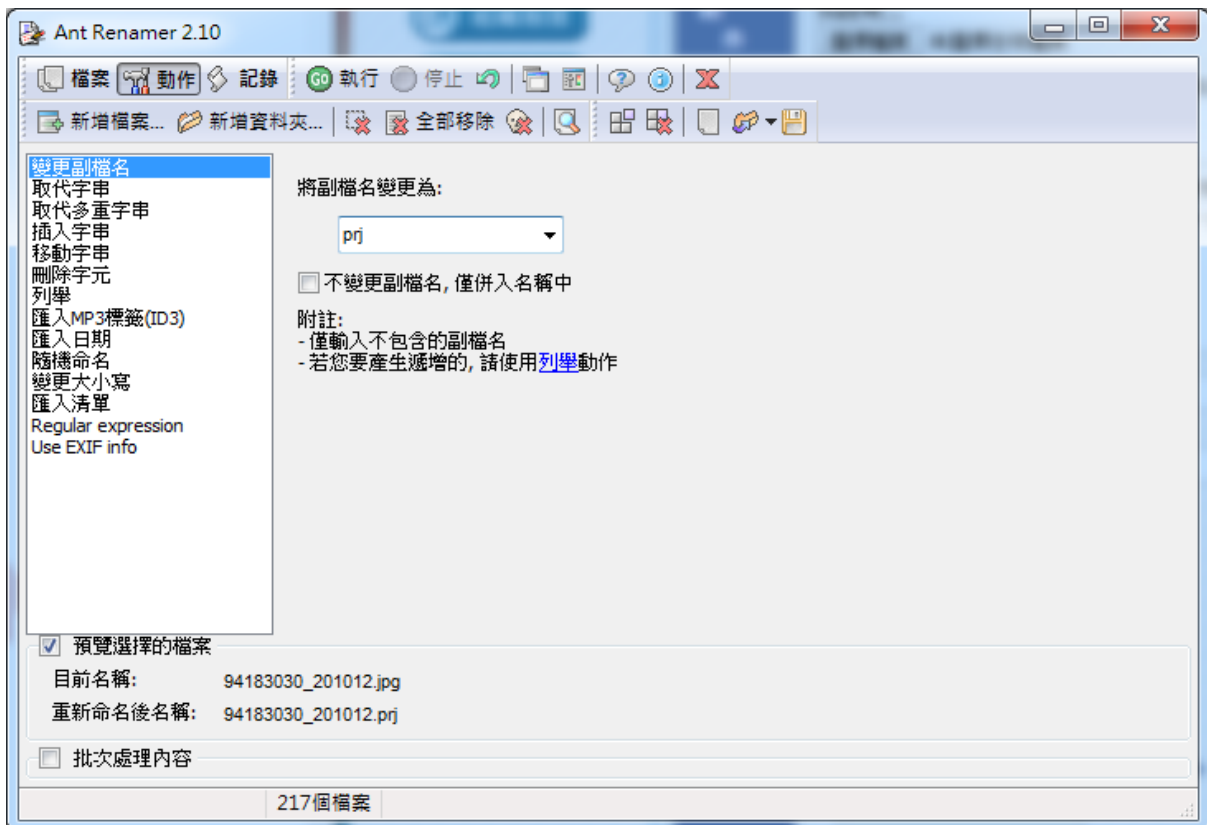 Ant Renamer 2.10
檔案 動作 記錄 GO 執行 停止
新增檔案... 新增資料夾... 全部移除
變更副檔名
取代字串
取代多重字串
插入字串
移動字串
刪除字元
列舉
匯入MP3標籤(ID3)
匯入日期
隨機命名
變更大小寫
匯入清單
Regular expression
Use EXIF info
將副檔名變更為:
prj
不變更副檔名, 僅併入名稱中
附註:
- 僅輸入不包含的副檔名
- 若您要產生遞增的, 請使用列舉動作
預覽選擇的檔案
目前名稱: 94183030_201012.jpg
重新命名後名稱: 94183030_201012.prj
批次處理內容
217個檔案